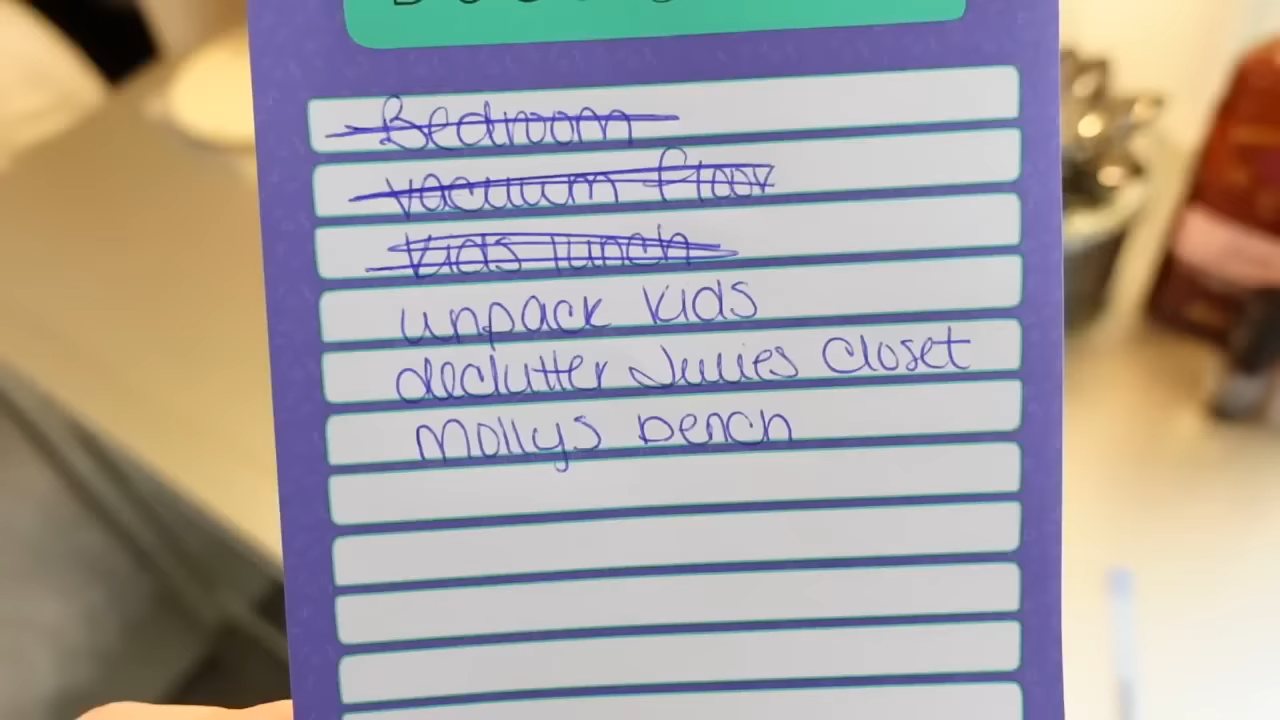 Bedroom
vacuum floor
kids lunch
unpack kids
declutter Julies closet
Mollys bench